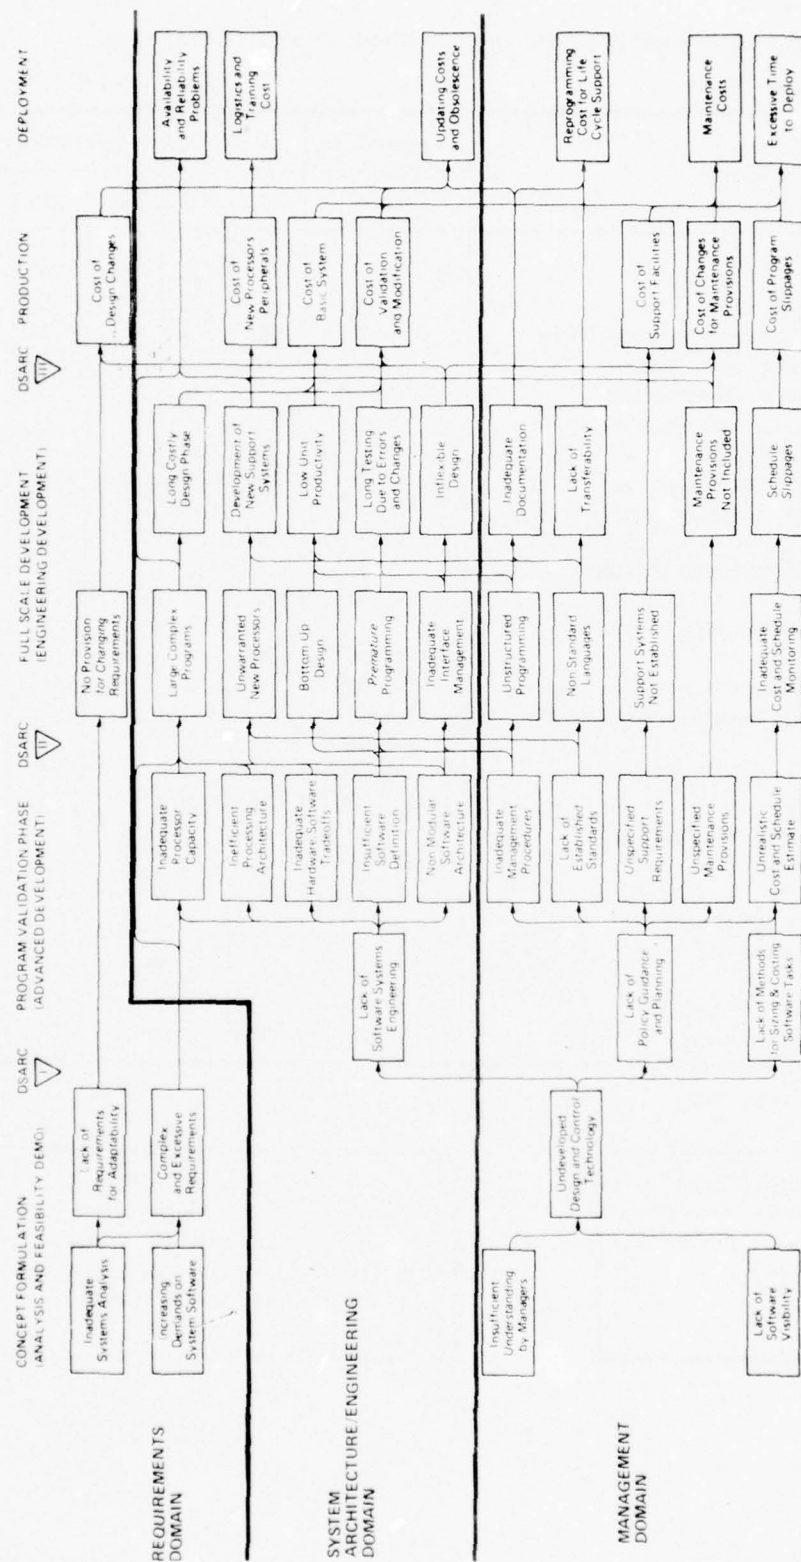 CONCEPT FORMULATION
(ANALYSIS AND FEASIBILITY DEMO)
DSARC
I
PROGRAM VALIDATION PHASE
(ADVANCED DEVELOPMENT)
DSARC
II
FULL SCALE DEVELOPMENT
(ENGINEERING DEVELOPMENT)
DSARC
III
PRODUCTION
DEPLOYMENT
REQUIREMENTS
DOMAIN
Inadequate
Systems Analysis
Increasing
Demands on
System Software
Lack of
Requirements
for Adaptability
Complex
and Excessive
Requirements
No Provision
for Changing
Requirements
Cost of
Design Changes
SYSTEM
ARCHITECTURE/ENGINEERING
DOMAIN
Lack of
Software Systems
Engineering
Inadequate
Processor
Capacity
Inefficient
Processing
Architecture
Inadequate
Hardware Software
Tradeoffs
Insufficient
Software
Definition
Non Modular
Software
Architecture
Large Complex
Programs
Unwarranted
New Processors
Bottom Up
Design
Premature
Programming
Inadequate
Interface
Management
Long Costly
Design Phase
Development of
New Support
Systems
Low Unit
Productivity
Long Testing
Due to Errors
and Changes
Inflexible
Design
Cost of
New Processors
Peripherals
Cost of
Basic System
Cost of
Validation
and Modification
Availability
and Reliability
Problems
Logistics and
Training
Cost
Updating Costs
and Obsolescence
MANAGEMENT
DOMAIN
Insufficient
Understanding
by Managers
Lack of
Software
Visibility
Undeveloped
Design and Control
Technology
Lack of
Policy Guidance
and Planning
Lack of Methods
for Sizing & Costing
Software Tasks
Inadequate
Management
Procedures
Lack of
Established
Standards
Unspecified
Support
Requirements
Unspecified
Maintenance
Provisions
Unrealistic
Cost and Schedule
Estimate
Unstructured
Programming
Non Standard
Languages
Support Systems
Not Established
Inadequate
Cost and Schedule
Monitoring
Inadequate
Documentation
Lack of
Transferability
Maintenance
Provisions
Not Included
Schedule
Slippages
Cost of
Support Facilities
Cost of Changes
for Maintenance
Provisions
Cost of Program
Slippages
Reprogramming
Cost for Life
Cycle Support
Maintenance
Costs
Excessive Time
to Deploy